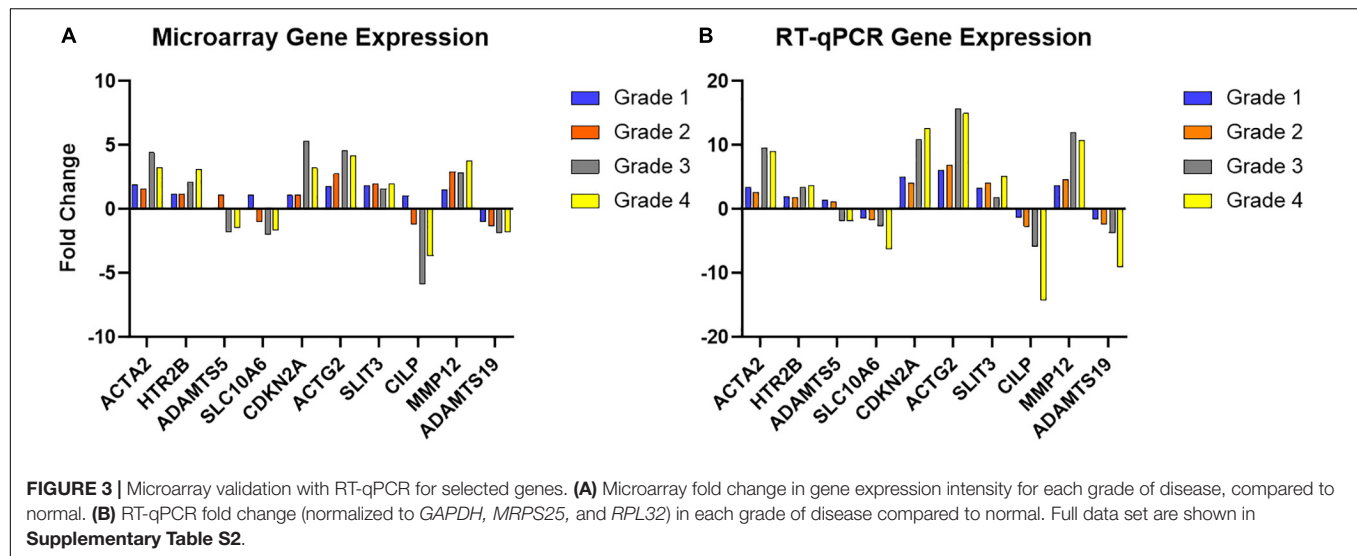 A Microarray Gene Expression
10
5
0
-5
-10
Fold Change
Grade 1
Grade 2
Grade 3
Grade 4
ACTA2
HTR2B
ADAMTS5
SLC10A6
CDKN2A
ACTG2
SLIT3
CILP
MMP12
ADAMTS19
B RT-qPCR Gene Expression
20
10
0
-10
-20
Grade 1
Grade 2
Grade 3
Grade 4
ACTA2
HTR2B
ADAMTS5
SLC10A6
CDKN2A
ACTG2
SLIT3
CILP
MMP12
ADAMTS19
FIGURE 3 | Microarray validation with RT-qPCR for selected genes. (A) Microarray fold change in gene expression intensity for each grade of disease, compared to
normal. (B) RT-qPCR fold change (normalized to GAPDH, MRPS25, and RPL32) in each grade of disease compared to normal. Full data set are shown in
Supplementary Table S2.